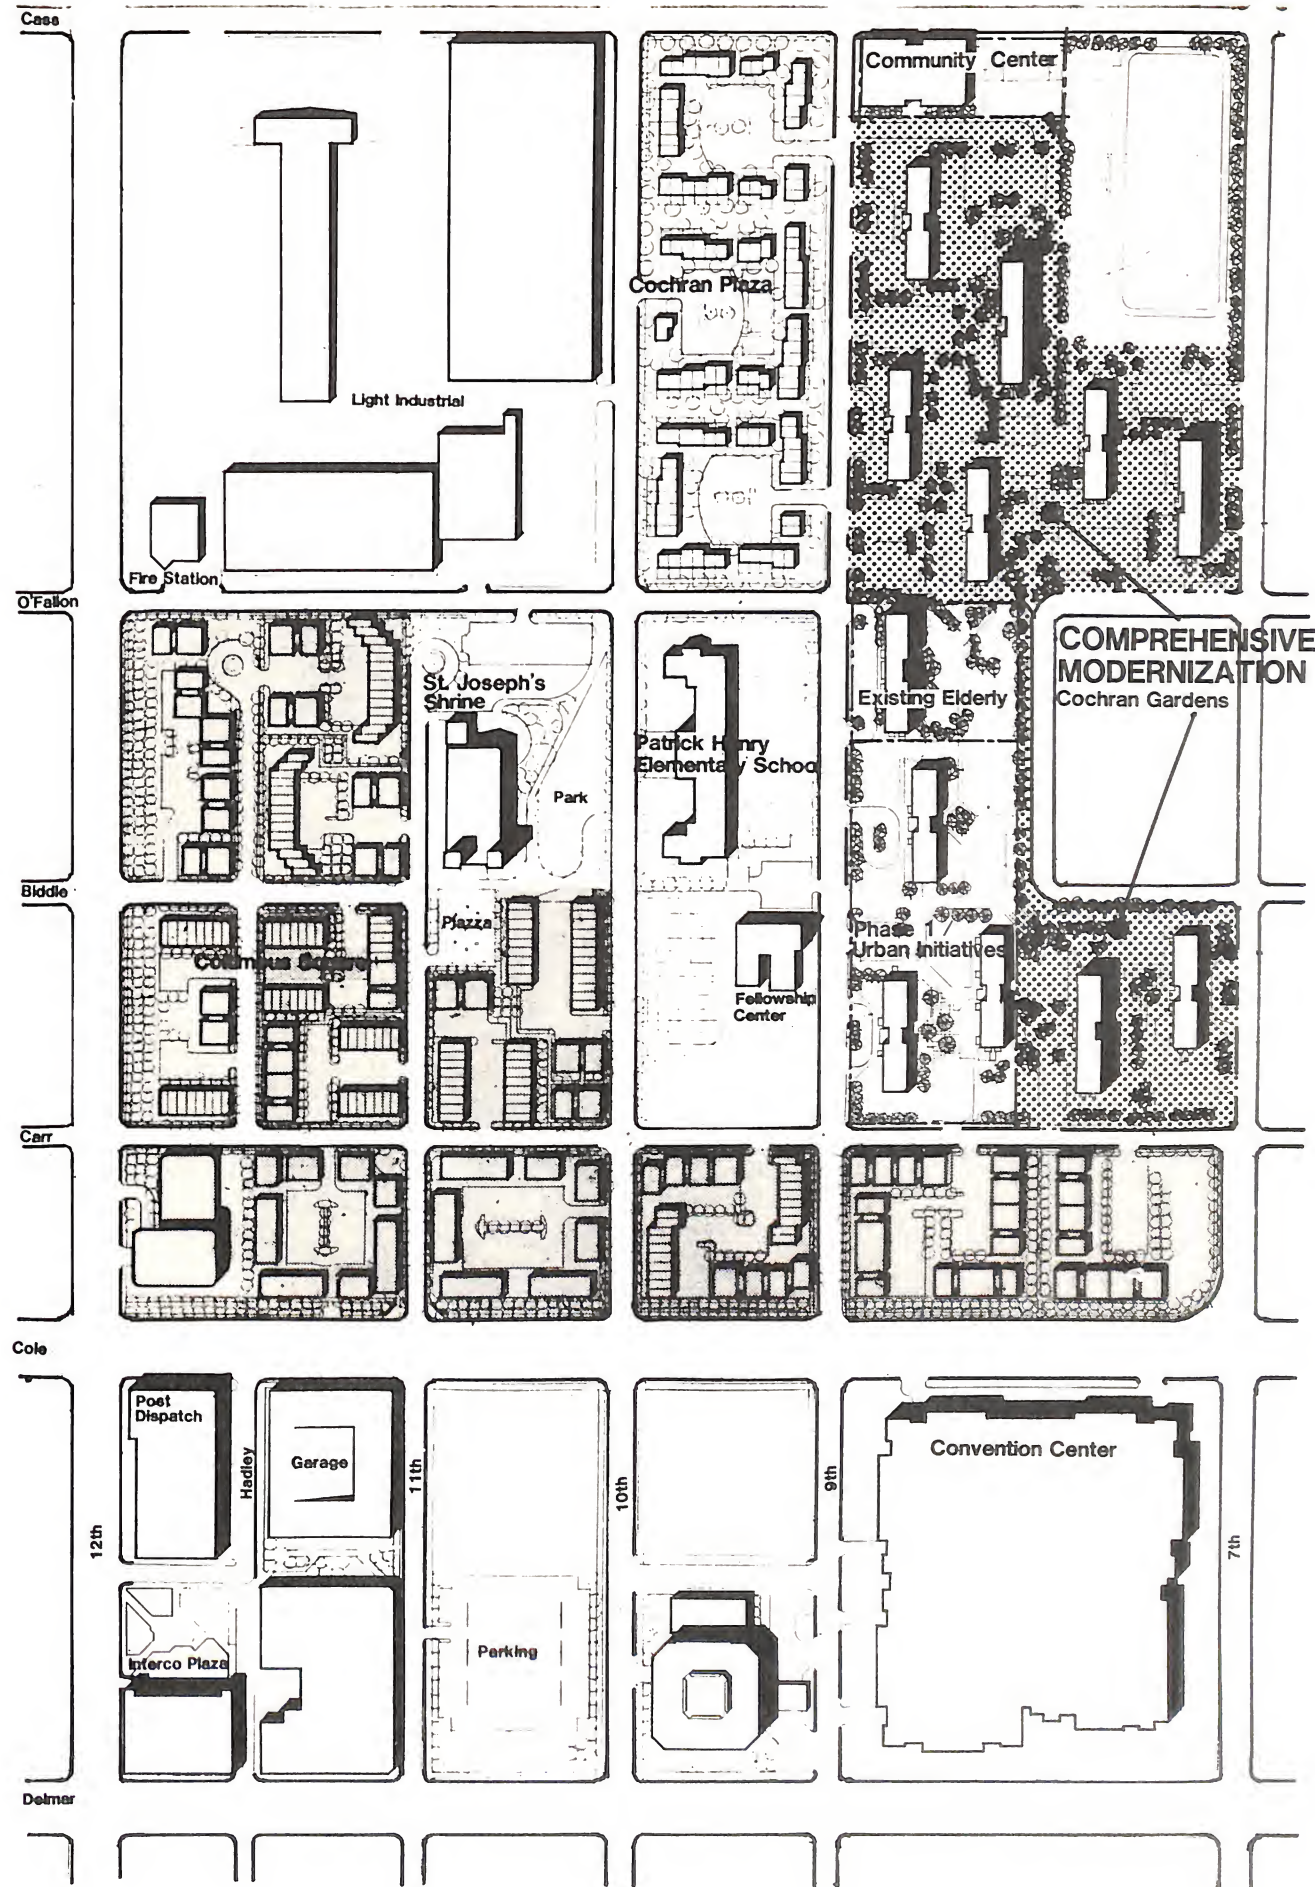 Cass
Community Center
Cochran Plaza
Light Industrial
Fire Station
O'Fallon
COMPREHENSIVE
MODERNIZATION
Cochran Gardens
St. Joseph's
Shrine
Existing Elderly
Patrick Henry
Elementary School
Park
Biddle
Plazza
Phase 1
Urban Initiatives
Columbus Square
Fellowship
Center
Carr
Cole
Post
Dispatch
Garage
Convention Center
Hadley
11th
10th
9th
12th
7th
Parking
Interco Plaza
Delmar